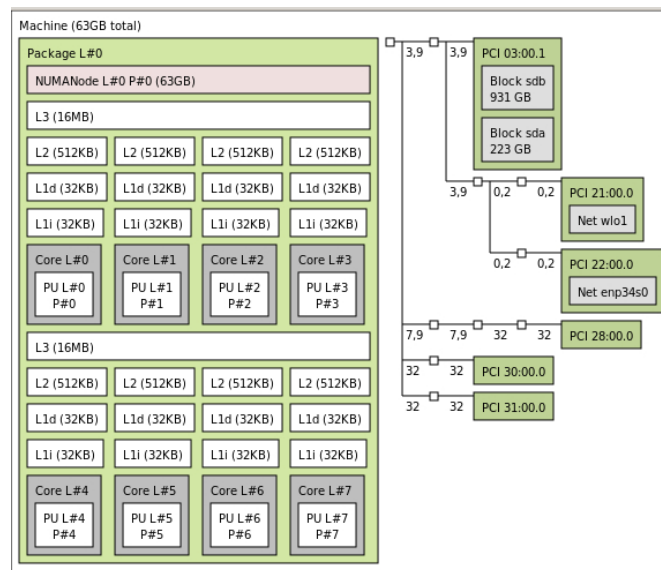 Machine (63GB total)
Package L#0
NUMANode L#0 P#0 (63GB)
L3 (16MB)
L2 (512KB) L2 (512KB) L2 (512KB) L2 (512KB)
L1d (32KB) L1d (32KB) L1d (32KB) L1d (32KB)
L1i (32KB) L1i (32KB) L1i (32KB) L1i (32KB)
Core L#0 Core L#1 Core L#2 Core L#3
PU L#0 PU L#1 PU L#2 PU L#3
P#0 P#1 P#2 P#3
L3 (16MB)
L2 (512KB) L2 (512KB) L2 (512KB) L2 (512KB)
L1d (32KB) L1d (32KB) L1d (32KB) L1d (32KB)
L1i (32KB) L1i (32KB) L1i (32KB) L1i (32KB)
Core L#4 Core L#5 Core L#6 Core L#7
PU L#4 PU L#5 PU L#6 PU L#7
P#4 P#5 P#6 P#7
3,9 3,9 PCI 03:00.1
Block sdb
931 GB
Block sda
223 GB
3,9 0,2 0,2 PCI 21:00.0
Net wlo1
0,2 0,2 PCI 22:00.0
Net enp34s0
7,9 7,9 32 32 PCI 28:00.0
32 32 PCI 30:00.0
32 32 PCI 31:00.0